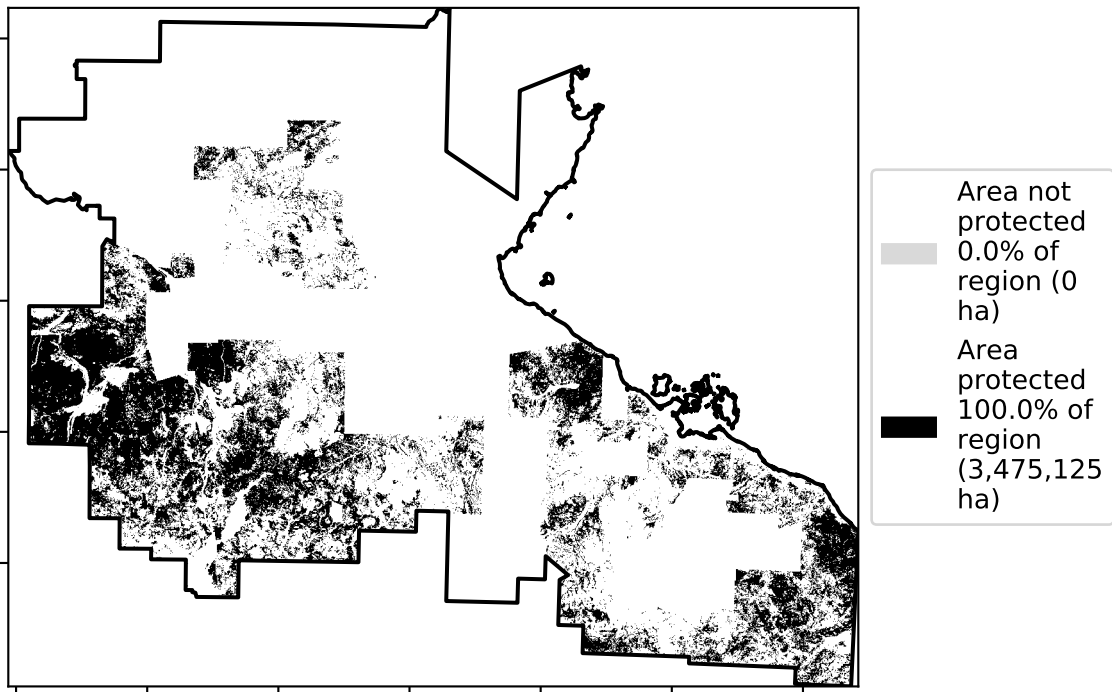 Area not
protected
0.0% of
region (0
ha)
Area
protected
100.0% of
region
(3,475,125
ha)